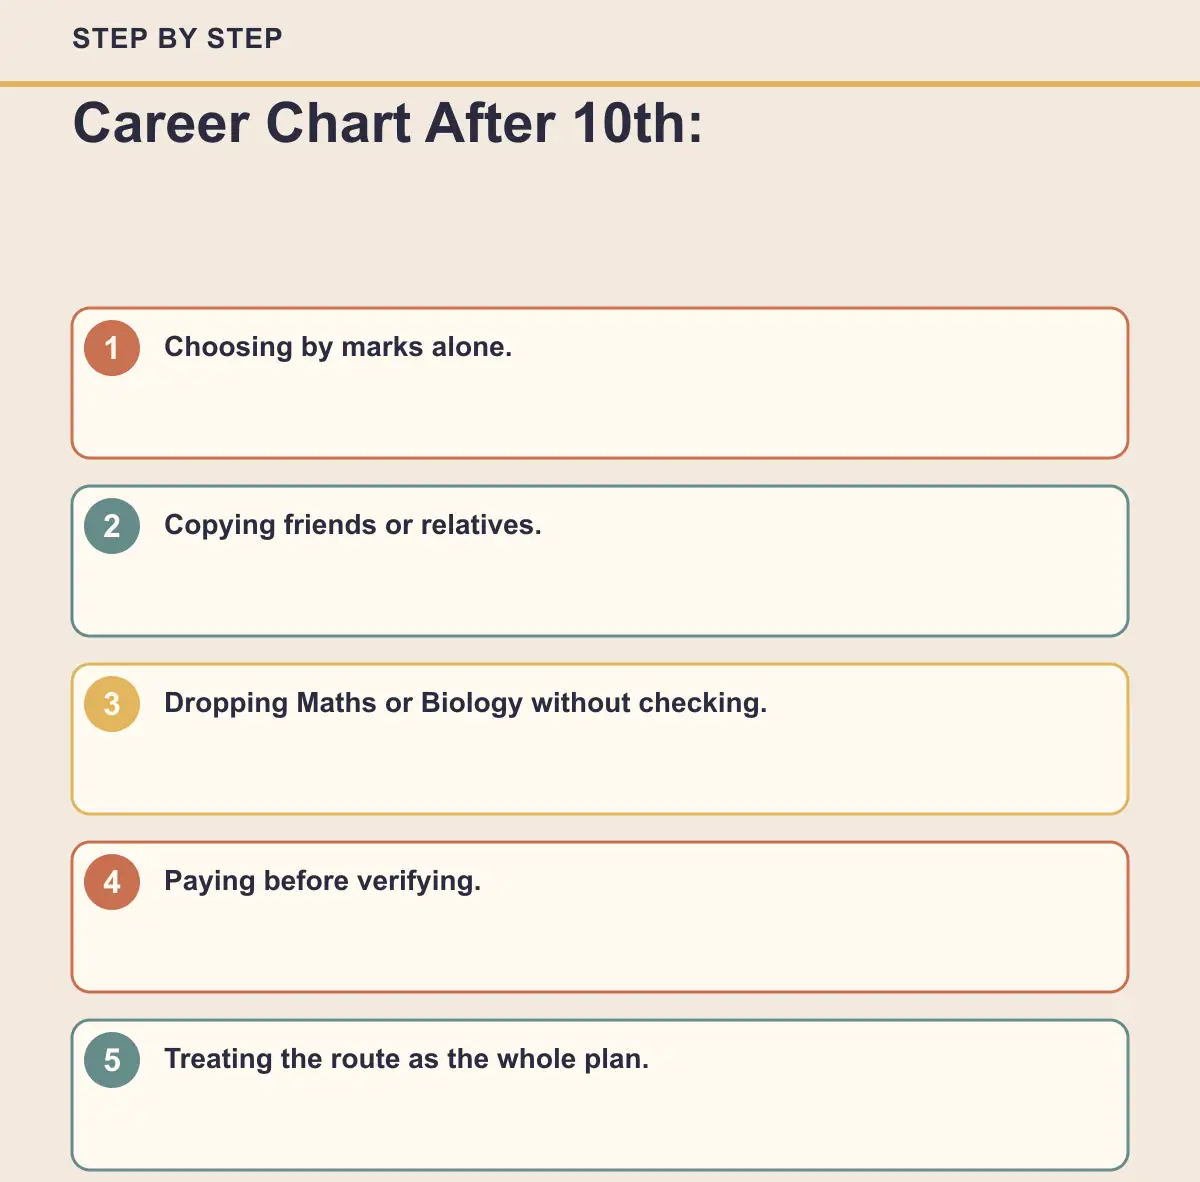 STEP BY STEP
Career Chart After 10th:
1 Choosing by marks alone.
2 Copying friends or relatives.
3 Dropping Maths or Biology without checking.
4 Paying before verifying.
5 Treating the route as the whole plan.